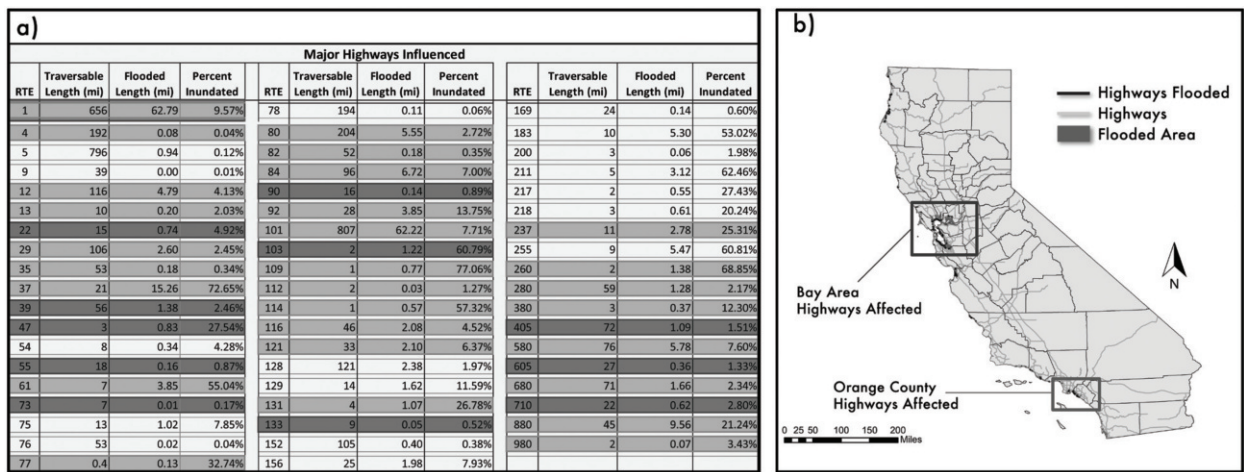 a)
Major Highways Influenced
RTE Traversable Length (mi) Flooded Length (mi) Percent Inundated RTE Traversable Length (mi) Flooded Length (mi) Percent Inundated RTE Traversable Length (mi) Flooded Length (mi) Percent Inundated
1 656 62.79 9.57% 78 194 0.11 0.06% 169 24 0.14 0.60%
4 192 0.08 0.04% 80 204 5.55 2.72% 183 10 5.30 53.02%
5 796 0.94 0.12% 82 52 0.18 0.35% 200 3 0.06 1.98%
9 39 0.00 0.01% 84 96 6.72 7.00% 211 5 3.12 62.46%
12 116 4.79 4.13% 90 16 0.14 0.89% 217 2 0.55 27.43%
13 10 0.20 2.03% 92 28 3.85 13.75% 218 3 0.61 20.24%
22 15 0.74 4.92% 101 807 62.22 7.71% 237 11 2.78 25.31%
29 106 2.60 2.45% 103 2 1.22 60.79% 255 9 5.47 60.81%
35 53 0.18 0.34% 109 1 0.77 77.06% 260 2 1.38 68.85%
37 21 15.26 72.65% 112 2 0.03 1.27% 280 59 1.28 2.17%
39 56 1.38 2.46% 114 1 0.57 57.32% 380 3 0.37 12.30%
47 3 0.83 27.54% 116 46 2.08 4.52% 405 72 1.09 1.51%
54 8 0.34 4.28% 121 33 2.10 6.37% 580 76 5.78 7.60%
55 18 0.16 0.87% 128 121 2.38 1.97% 605 27 0.36 1.33%
61 7 3.85 55.04% 129 14 1.62 11.59% 680 71 1.66 2.34%
73 7 0.01 0.17% 131 4 1.07 26.78% 710 22 0.62 2.80%
75 13 1.02 7.85% 133 9 0.05 0.52% 880 45 9.56 21.24%
76 53 0.02 0.04% 152 105 0.40 0.38% 980 2 0.07 3.43%
77 0.4 0.13 32.74% 156 25 1.98 7.93%
b)
Highways Flooded
Highways
Flooded Area
N
Bay Area
Highways Affected
Orange County
Highways Affected
0 25 50 100 150 200
Miles